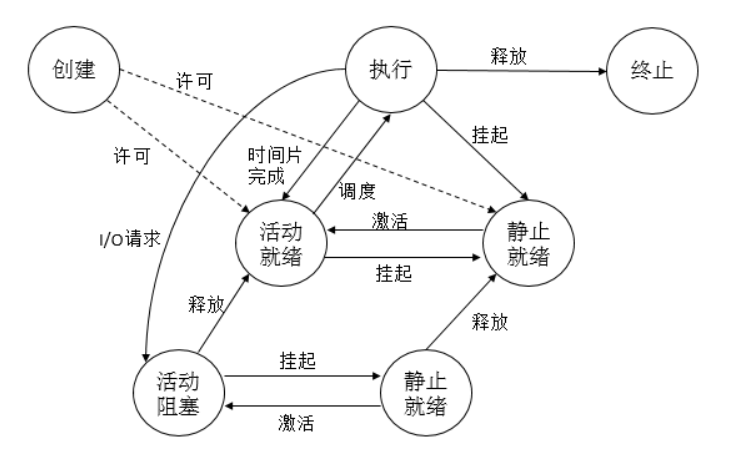 创建
执行
终止
释放
许可
挂起
许可
时间片
完成
调度
活动
就绪
激活
静止
就绪
I/O请求
挂起
释放
释放
活动
阻塞
挂起
静止
就绪
激活